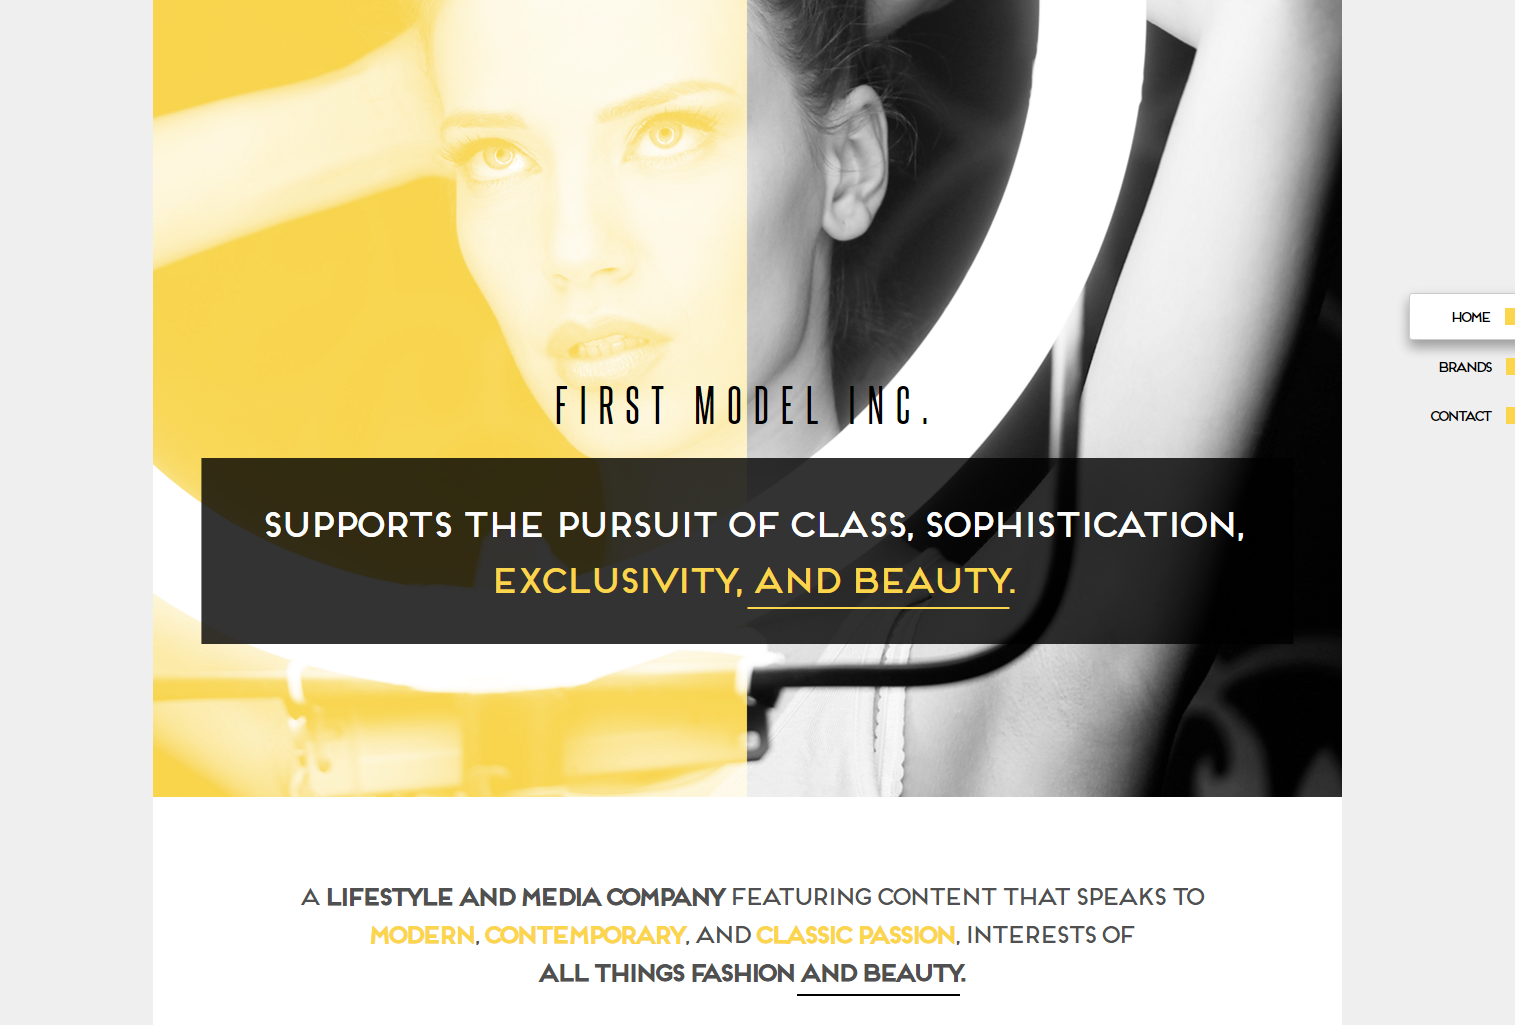 FIRST MODEL INC.
SUPPORTS THE PURSUIT OF CLASS, SOPHISTICATION,
EXCLUSIVITY, AND BEAUTY.
HOME
BRANDS
CONTACT
A LIFESTYLE AND MEDIA COMPANY FEATURING CONTENT THAT SPEAKS TO
MODERN, CONTEMPORARY, AND CLASSIC PASSION, INTERESTS OF
ALL THINGS FASHION AND BEAUTY.